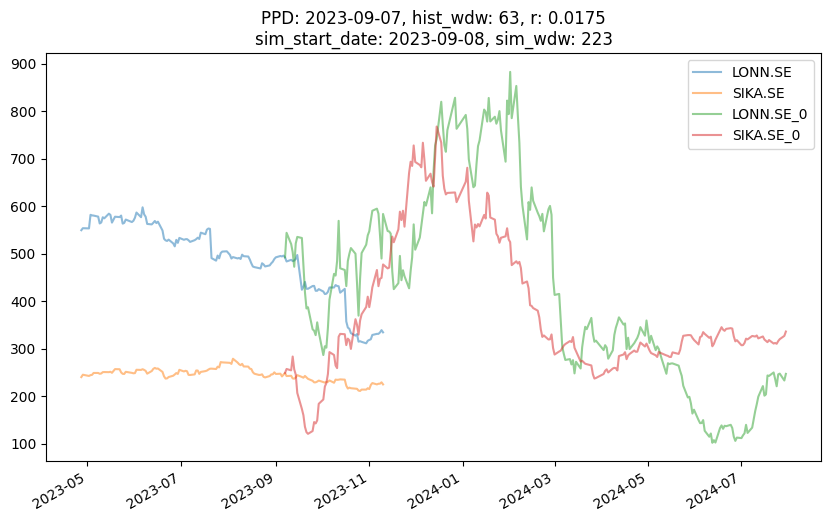 PPD: 2023-09-07, hist_wdw: 63, r: 0.0175
sim_start_date: 2023-09-08, sim_wdw: 223
900
800
700
600
500
400
300
200
100
LONN.SE
SIKA.SE
LONN.SE_0
SIKA.SE_0
2023-05
2023-07
2023-09
2023-11
2024-01
2024-03
2024-05
2024-07